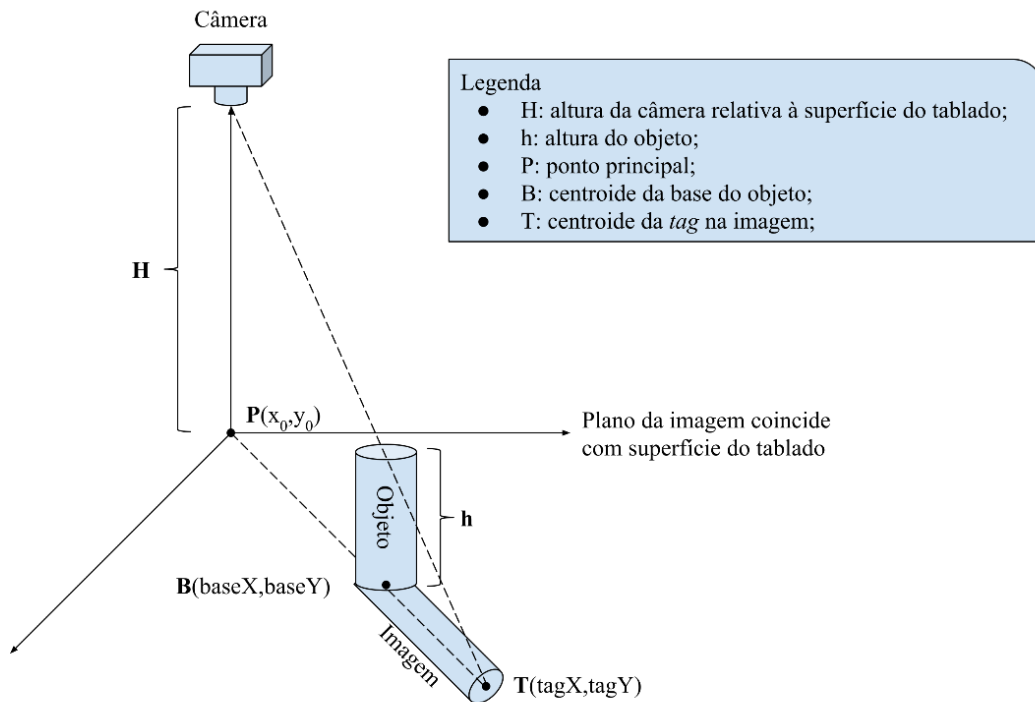 Câmera
Legenda
● H: altura da câmera relativa à superfície do tablado;
● h: altura do objeto;
● P: ponto principal;
● B: centroide da base do objeto;
● T: centroide da tag na imagem;
H
P(x₀,y₀)
Plano da imagem coincide
com superfície do tablado
Objeto
h
B(baseX,baseY)
Imagem
T(tagX,tagY)